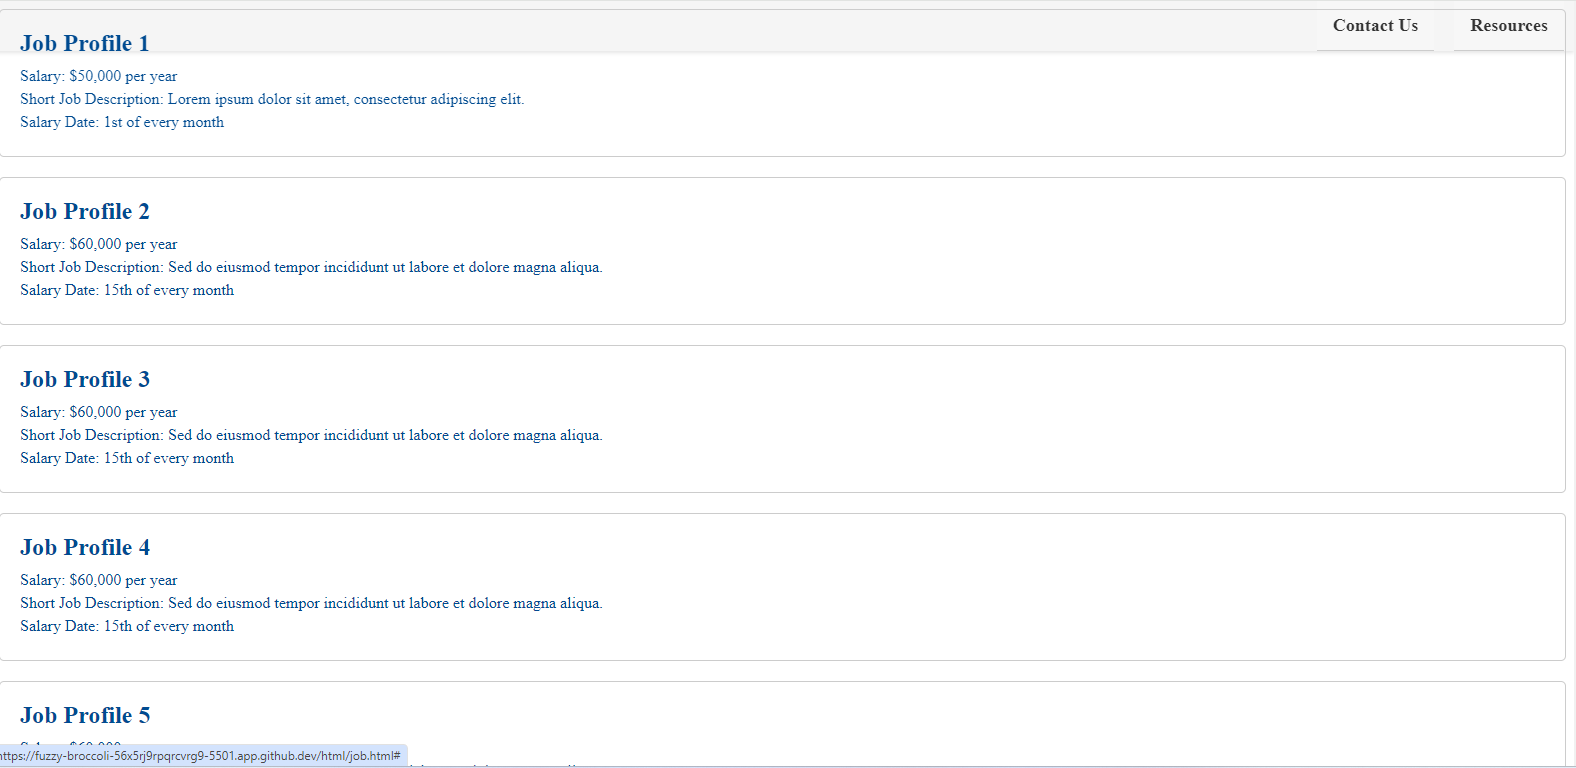 Contact Us Resources
Job Profile 1
Salary: $50,000 per year
Short Job Description: Lorem ipsum dolor sit amet, consectetur adipiscing elit.
Salary Date: 1st of every month
Job Profile 2
Salary: $60,000 per year
Short Job Description: Sed do eiusmod tempor incididunt ut labore et dolore magna aliqua.
Salary Date: 15th of every month
Job Profile 3
Salary: $60,000 per year
Short Job Description: Sed do eiusmod tempor incididunt ut labore et dolore magna aliqua.
Salary Date: 15th of every month
Job Profile 4
Salary: $60,000 per year
Short Job Description: Sed do eiusmod tempor incididunt ut labore et dolore magna aliqua.
Salary Date: 15th of every month
Job Profile 5
https://fuzzy-broccoli-56x5rj9rpqrcvrg9-5501.app.github.dev/html/job.html#